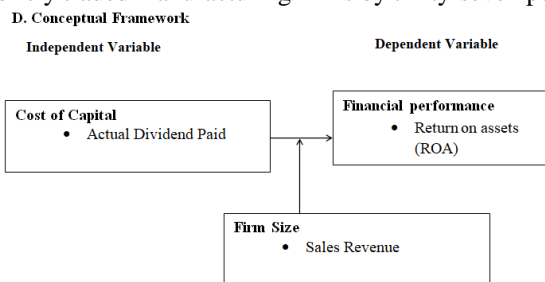 D. Conceptual Framework
Independent Variable
Dependent Variable
Cost of Capital
• Actual Dividend Paid
Financial performance
• Return on assets
(ROA)
Firm Size
• Sales Revenue